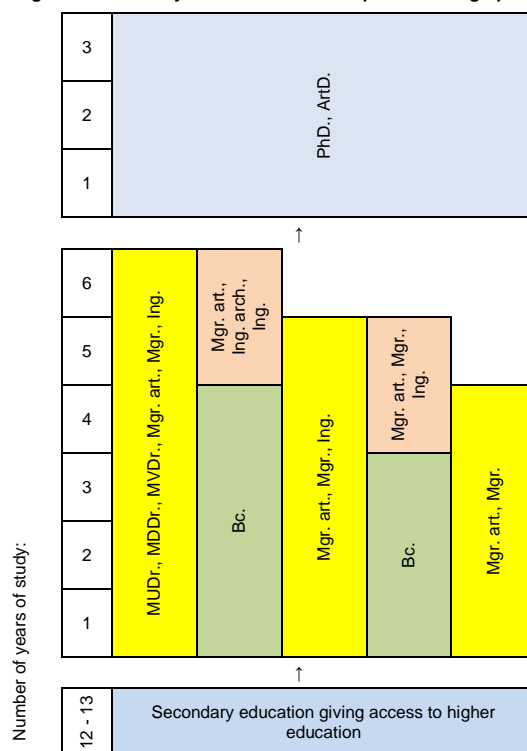 3
2
1
PhD., ArtD.
↑
6
5
4
3
2
1
MUDr., MDDr., MVDr., Mgr. art., Mgr., Ing.
Mgr. art.,
Ing. arch.,
Ing.
Bc.
Mgr. art., Mgr., Ing.
Mgr. art., Mgr.,
Ing.
Bc.
Mgr. art., Mgr.
Number of years of study:
↑
12 - 13
Secondary education giving access to higher
education